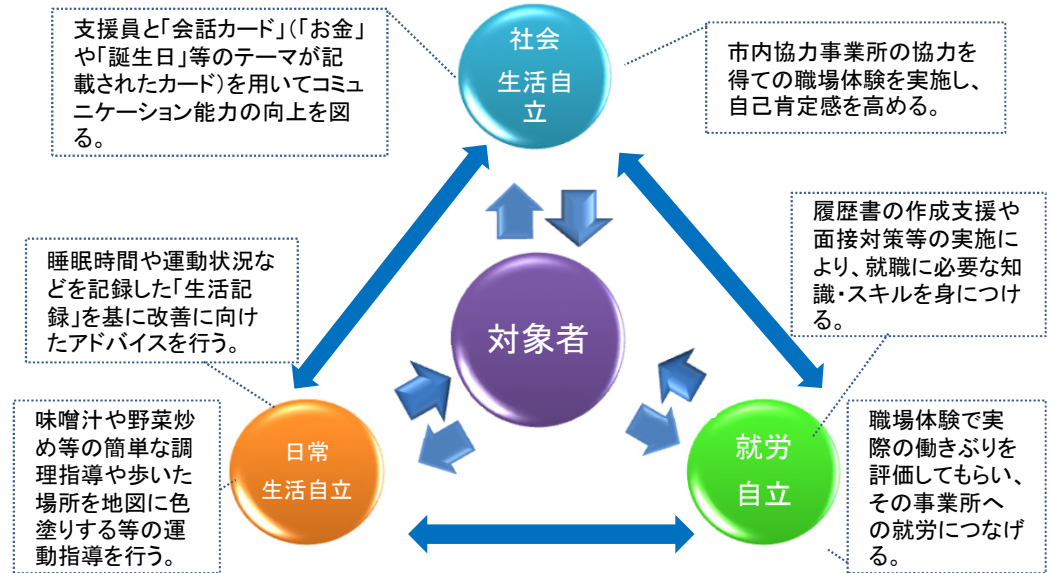 支援員と「会話カード」（「お金」
や「誕生日」等のテーマが記
載されたカード）を用いてコミュ
ニケーション能力の向上を図
る。
社会
生活自
立
市内協力事業所の協力を
得ての職場体験を実施し、
自己肯定感を高める。
履歴書の作成支援や
面接対策等の実施に
より、就職に必要な知
識・スキルを身につけ
る。
睡眠時間や運動状況な
どを記録した「生活記
録」を基に改善に向け
たアドバイスを行う。
対象者
味噌汁や野菜炒
め等の簡単な調
理指導や歩いた
場所を地図に色
塗りする等の運
動指導を行う。
日常
生活自立
就労
自立
職場体験で実
際の働きぶりを
評価してもらい、
その事業所へ
の就労につなげ
る。